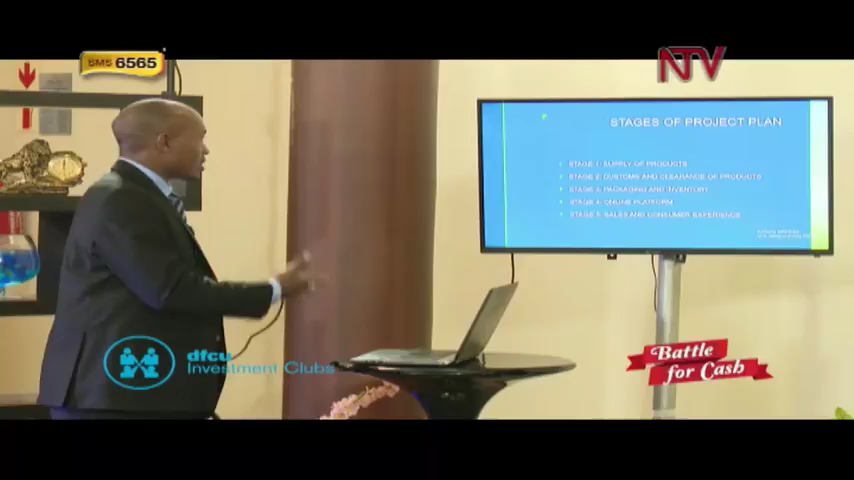 SMS 6565
NTV
STAGES OF PROJECT PLAN
STAGE 1: SUPPLY OF PRODUCTS
STAGE 2: CUSTOMS AND CLEARANCE OF PRODUCTS
STAGE 3: PACKAGING AND INVENTORY
STAGE 4: ONLINE PLATFORM
STAGE 5: SALES AND CONSUMER EXPERIENCE
dfcu
Investment Clubs
Battle
for Cash